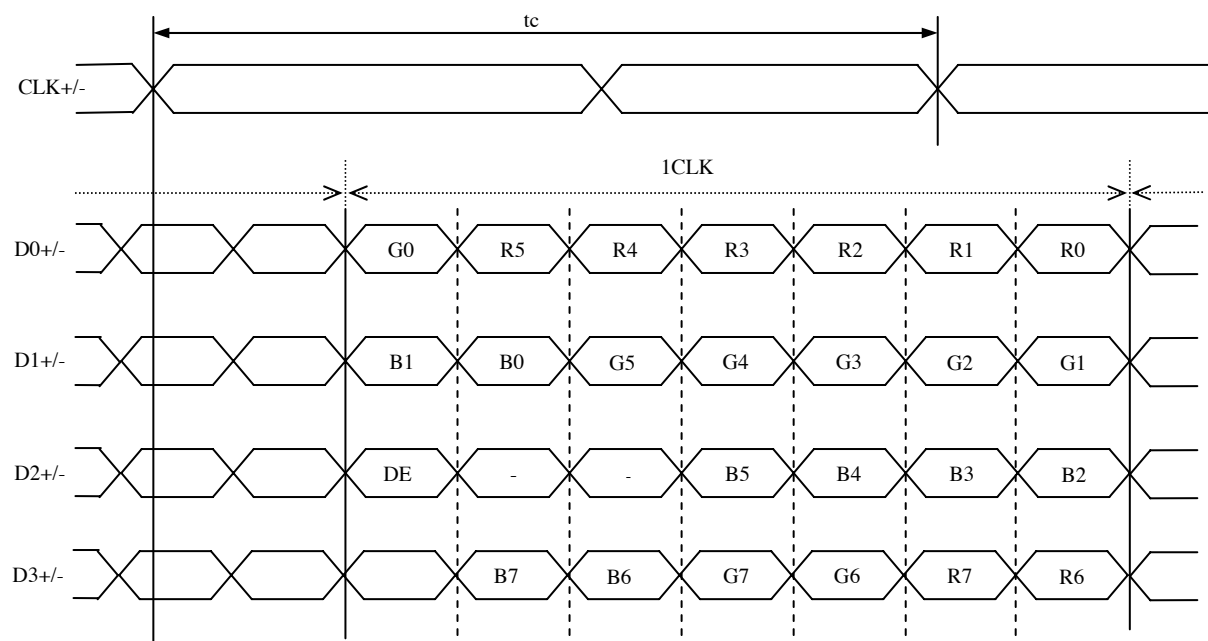 tc
CLK+/-
1CLK
D0+/- G0 R5 R4 R3 R2 R1 R0
D1+/- B1 B0 G5 G4 G3 G2 G1
D2+/- DE - - B5 B4 B3 B2
D3+/- B7 B6 G7 G6 R7 R6